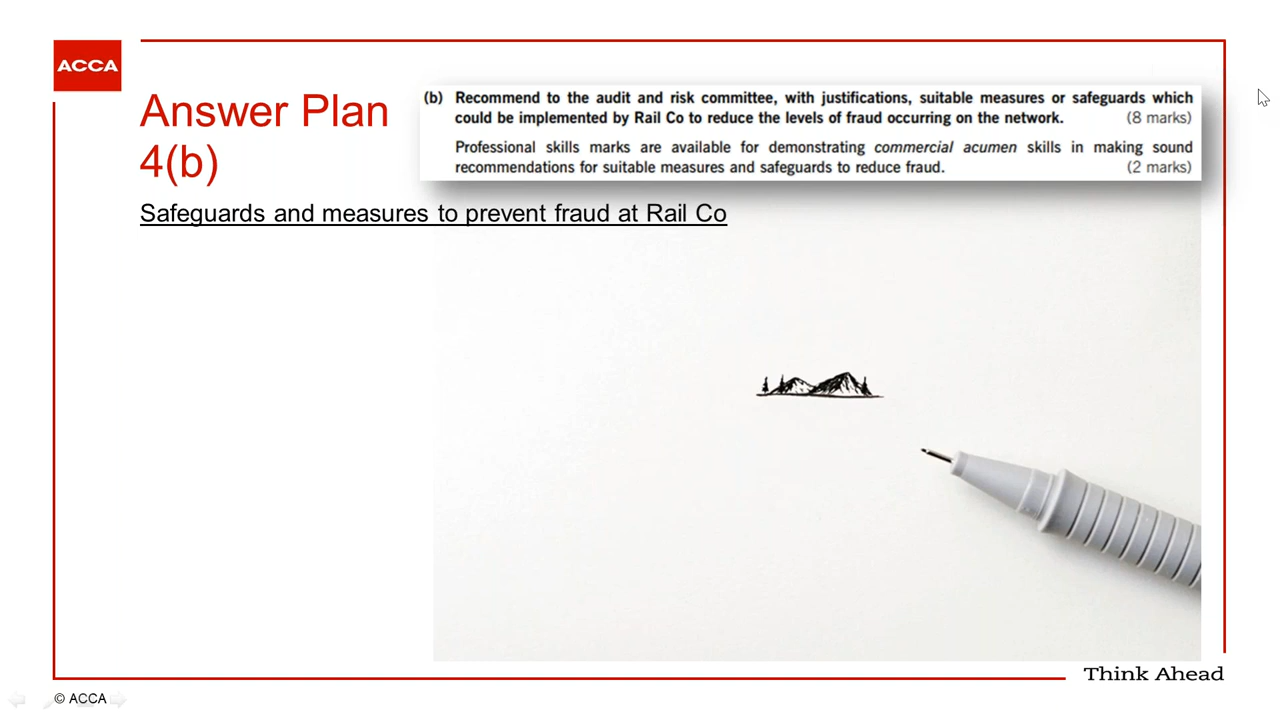 ACCA
Answer Plan
4(b)
(b) Recommend to the audit and risk committee, with justifications, suitable measures or safeguards which
could be implemented by Rail Co to reduce the levels of fraud occurring on the network. (8 marks)
Professional skills marks are available for demonstrating commercial acumen skills in making sound
recommendations for suitable measures and safeguards to reduce fraud. (2 marks)
Safeguards and measures to prevent fraud at Rail Co
Think Ahead
© ACCA